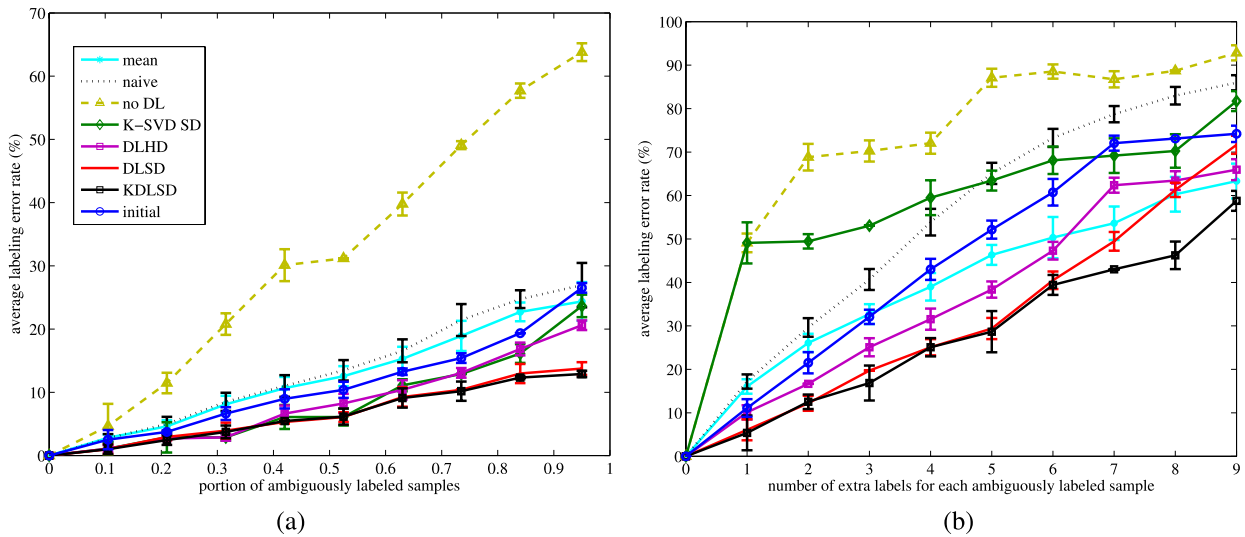 70
60
50
40
30
20
10
0
average labeling error rate (%)
mean
naive
no DL
K−SVD SD
DLHD
DLSD
KDLSD
initial
0 0.1 0.2 0.3 0.4 0.5 0.6 0.7 0.8 0.9 1
portion of ambiguously labeled samples
(a)
100
90
80
70
60
50
40
30
20
10
0
average labeling error rate (%)
0 1 2 3 4 5 6 7 8 9
number of extra labels for each ambiguously labeled sample
(b)